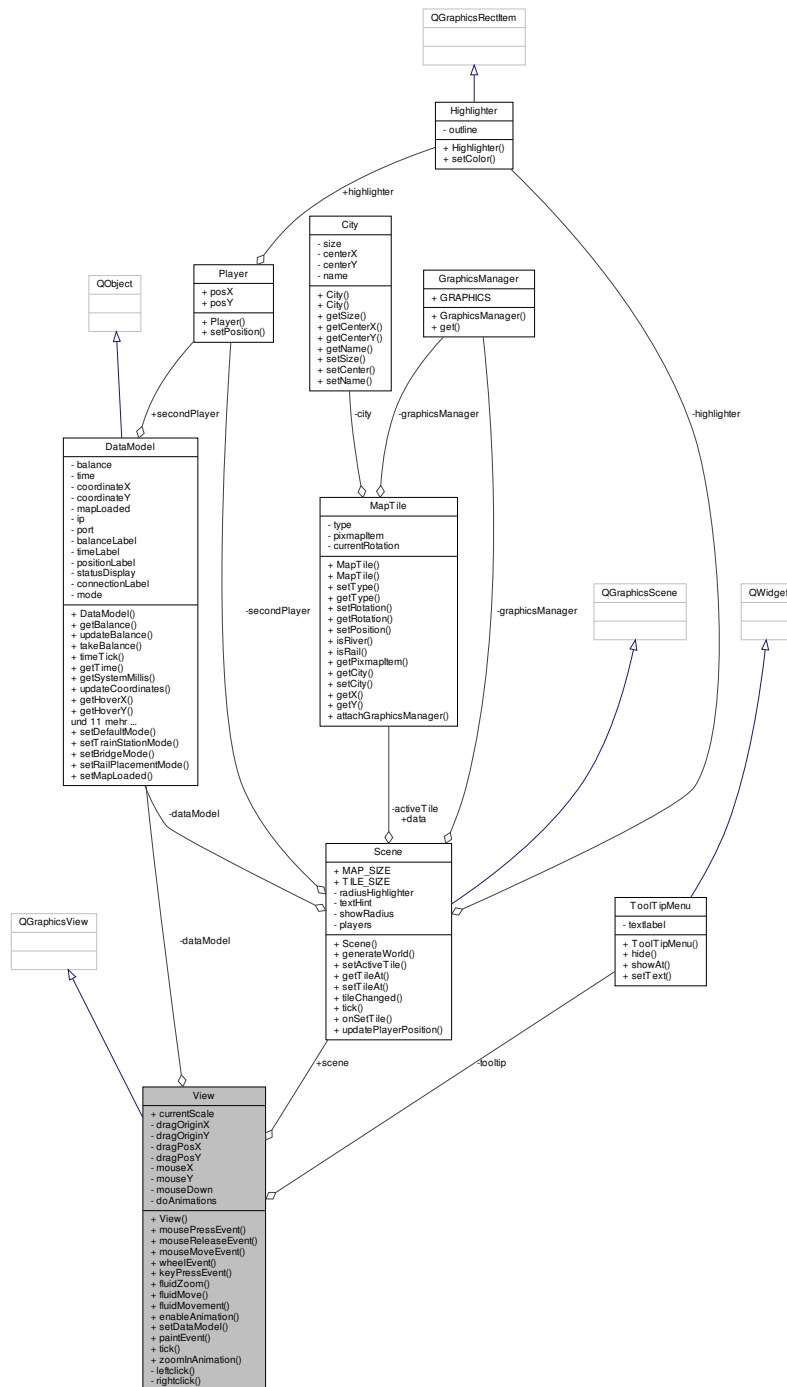 QGraphicsRectItem
Highlighter
- outline
+ Highlighter()
+ setColor()
+highlighter
City
- size
- centerX
- centerY
- name
+ City()
+ City()
+ getSize()
+ getCenterX()
+ getCenterY()
+ getName()
+ setSize()
+ setCenter()
+ setName()
Player
+ posX
+ posY
+ Player()
+ setPosition()
GraphicsManager
+ GRAPHICS
+ GraphicsManager()
+ get()
QObject
+secondPlayer
-city
-graphicsManager
-highlighter
DataModel
- balance
- time
- coordinateX
- coordinateY
- mapLoaded
- ip
- port
- balanceLabel
- timeLabel
- positionLabel
- statusDisplay
- connectionLabel
- mode
+ DataModel()
+ getBalance()
+ updateBalance()
+ takeBalance()
+ timeTick()
+ getTime()
+ getSystemMillis()
+ updateCoordinates()
+ getHoverX()
+ getHoverY()
und 11 mehr ...
+ setDefaultMode()
+ setTrainStationMode()
+ setBridgeMode()
+ setRailPlacementMode()
+ setMapLoaded()
MapTile
- type
- pixmapItem
- currentRotation
+ MapTile()
+ MapTile()
+ setType()
+ getType()
+ setRotation()
+ getRotation()
+ setPosition()
+ isRiver()
+ isRail()
+ getPixmapItem()
+ getCity()
+ setCity()
+ getX()
+ getY()
+ attachGraphicsManager()
-secondPlayer
-graphicsManager
QGraphicsScene
QWidget
-dataModel
-activeTile
+data
Scene
+ MAP_SIZE
+ TILE_SIZE
- radiusHighlighter
- textHint
- showRadius
- players
+ Scene()
+ generateWorld()
+ setActiveTile()
+ getTileAt()
+ setTileAt()
+ tileChanged()
+ tick()
+ onSetTile()
+ updatePlayerPosition()
ToolTipMenu
- textlabel
+ ToolTipMenu()
+ hide()
+ showAt()
+ setText()
QGraphicsView
-dataModel
+scene
-tooltip
View
+ currentScale
- dragOriginX
- dragOriginY
- dragPosX
- dragPosY
- mouseX
- mouseY
- mouseDown
- doAnimations
+ View()
+ mousePressEvent()
+ mouseReleaseEvent()
+ mouseMoveEvent()
+ wheelEvent()
+ keyPressEvent()
+ fluidZoom()
+ fluidMove()
+ fluidMovement()
+ enableAnimation()
+ setDataModel()
+ paintEvent()
+ tick()
+ zoomInAnimation()
- leftclick()
- rightclick()